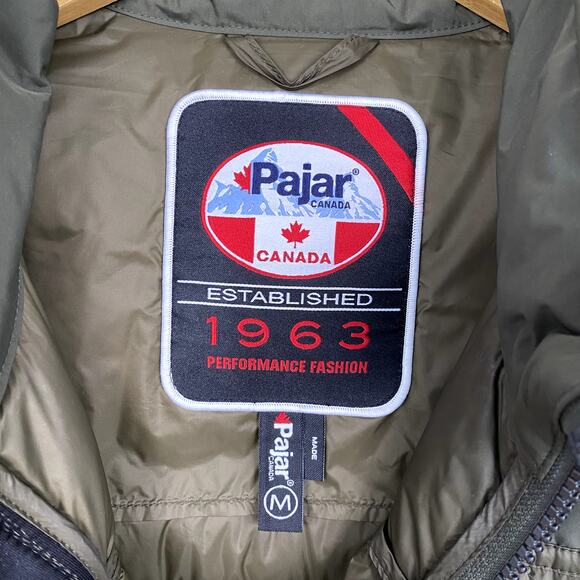 Pajar®
CANADA
CANADA
ESTABLISHED
1963
PERFORMANCE FASHION
Pajar®
CANADA
M
MADE